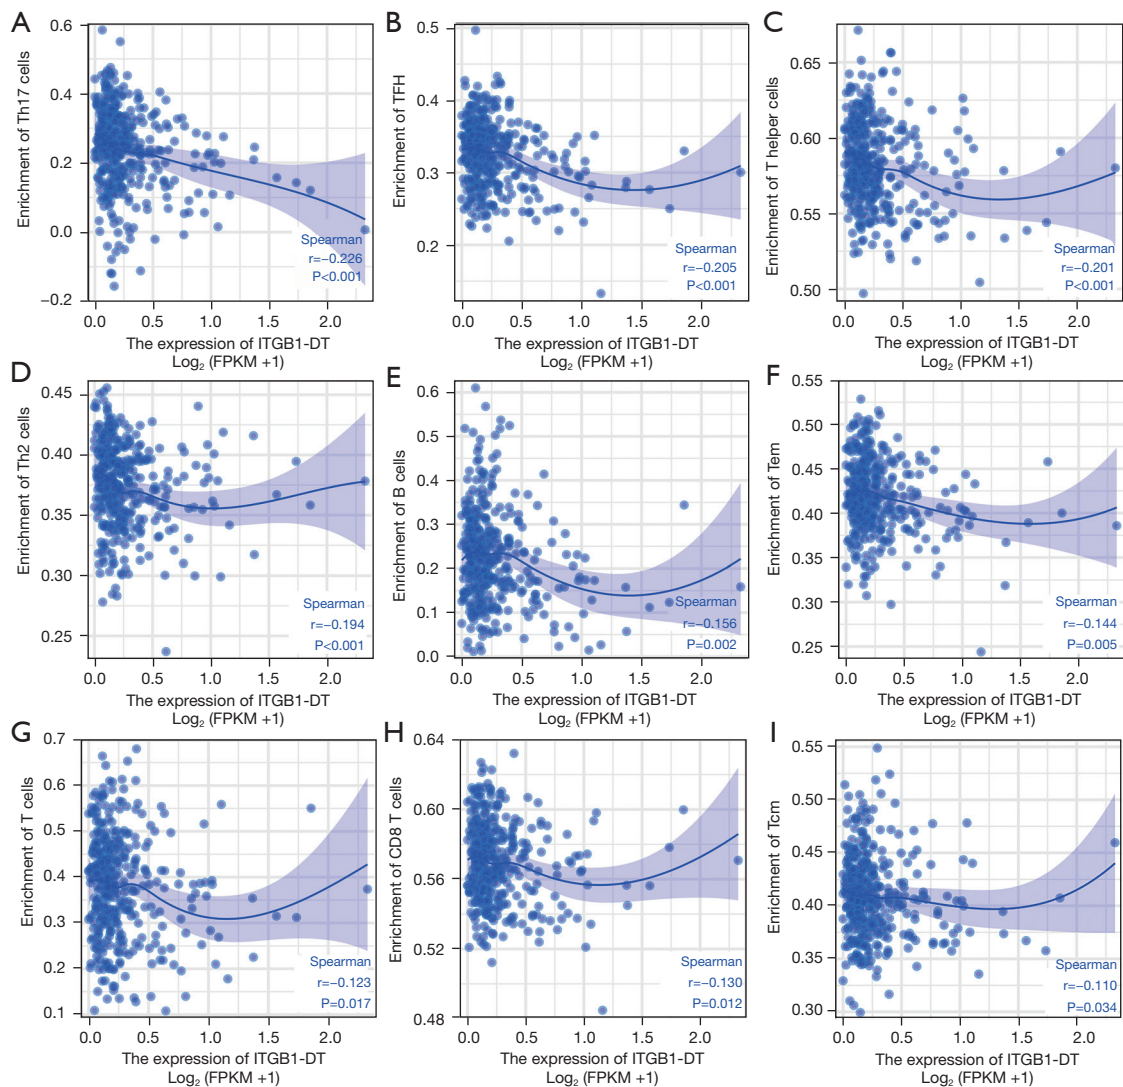 A
Enrichment of Th17 cells
0.6
0.4
0.2
0.0
−0.2
Spearman
r=−0.226
P<0.001
0.0 0.5 1.0 1.5 2.0
The expression of ITGB1-DT
Log₂ (FPKM +1)
B
Enrichment of TFH
0.5
0.4
0.3
0.2
Spearman
r=−0.205
P<0.001
0.0 0.5 1.0 1.5 2.0
The expression of ITGB1-DT
Log₂ (FPKM +1)
C
Enrichment of T helper cells
0.65
0.60
0.55
0.50
Spearman
r=−0.201
P<0.001
0.0 0.5 1.0 1.5 2.0
The expression of ITGB1-DT
Log₂ (FPKM +1)
D
Enrichment of Th2 cells
0.45
0.40
0.35
0.30
0.25
Spearman
r=−0.194
P<0.001
0.0 0.5 1.0 1.5 2.0
The expression of ITGB1-DT
Log₂ (FPKM +1)
E
Enrichment of B cells
0.6
0.5
0.4
0.3
0.2
0.1
0.0
Spearman
r=−0.156
P=0.002
0.0 0.5 1.0 1.5 2.0
The expression of ITGB1-DT
Log₂ (FPKM +1)
F
Enrichment of Tem
0.55
0.50
0.45
0.40
0.35
0.30
0.25
Spearman
r=−0.144
P=0.005
0.0 0.5 1.0 1.5 2.0
The expression of ITGB1-DT
Log₂ (FPKM +1)
G
Enrichment of T cells
0.7
0.6
0.5
0.4
0.3
0.2
0.1
Spearman
r=−0.123
P=0.017
0.0 0.5 1.0 1.5 2.0
The expression of ITGB1-DT
Log₂ (FPKM +1)
H
Enrichment of CD8 T cells
0.64
0.60
0.56
0.52
0.48
Spearman
r=−0.130
P=0.012
0.0 0.5 1.0 1.5 2.0
The expression of ITGB1-DT
Log₂ (FPKM +1)
I
Enrichment of Tcm
0.55
0.50
0.45
0.40
0.35
0.30
Spearman
r=−0.110
P=0.034
0.0 0.5 1.0 1.5 2.0
The expression of ITGB1-DT
Log₂ (FPKM +1)